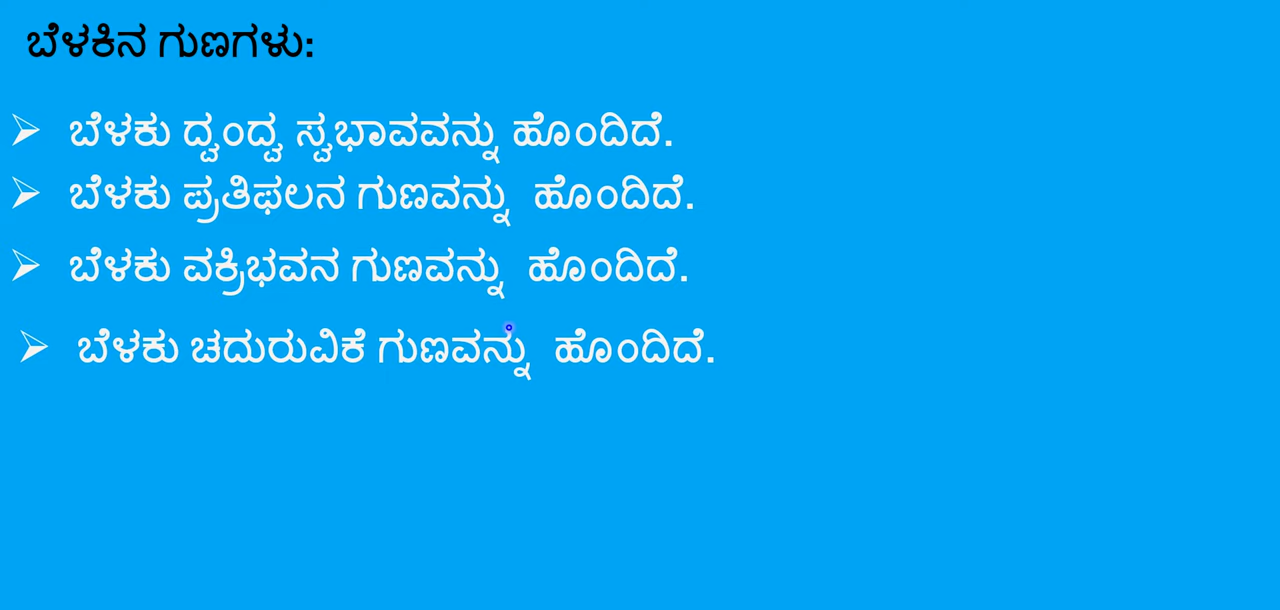 ಬೆಳಕಿನ ಗುಣಗಳು:
➢ ಬೆಳಕು ದ್ವಂದ್ವ ಸ್ವಭಾವವನ್ನು ಹೊಂದಿದೆ.
➢ ಬೆಳಕು ಪ್ರತಿಫಲನ ಗುಣವನ್ನು ಹೊಂದಿದೆ.
➢ ಬೆಳಕು ವಕ್ರಿಭವನ ಗುಣವನ್ನು ಹೊಂದಿದೆ.
➢ ಬೆಳಕು ಚದುರುವಿಕೆ ಗುಣವನ್ನು ಹೊಂದಿದೆ.